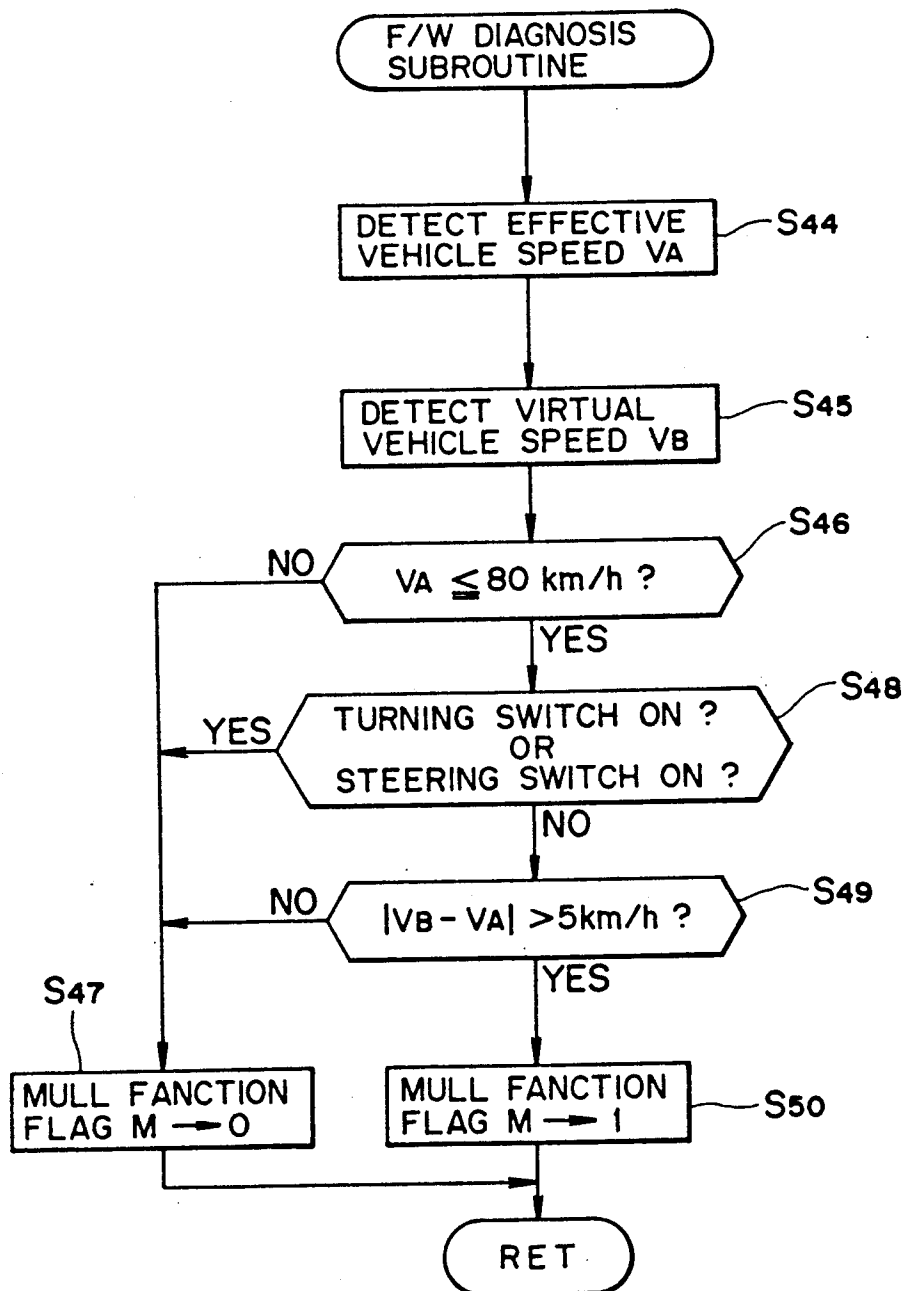 F/W DIAGNOSIS
SUBROUTINE
DETECT EFFECTIVE
VEHICLE SPEED VA
S44
DETECT VIRTUAL
VEHICLE SPEED VB
S45
S46
NO
VA ≦ 80 km/h ?
YES
S48
YES
TURNING SWITCH ON ?
OR
STEERING SWITCH ON ?
NO
S49
NO
|VB - VA| > 5km/h ?
YES
S47
MULL FANCTION
FLAG M → 0
MULL FANCTION
FLAG M → 1
S50
RET